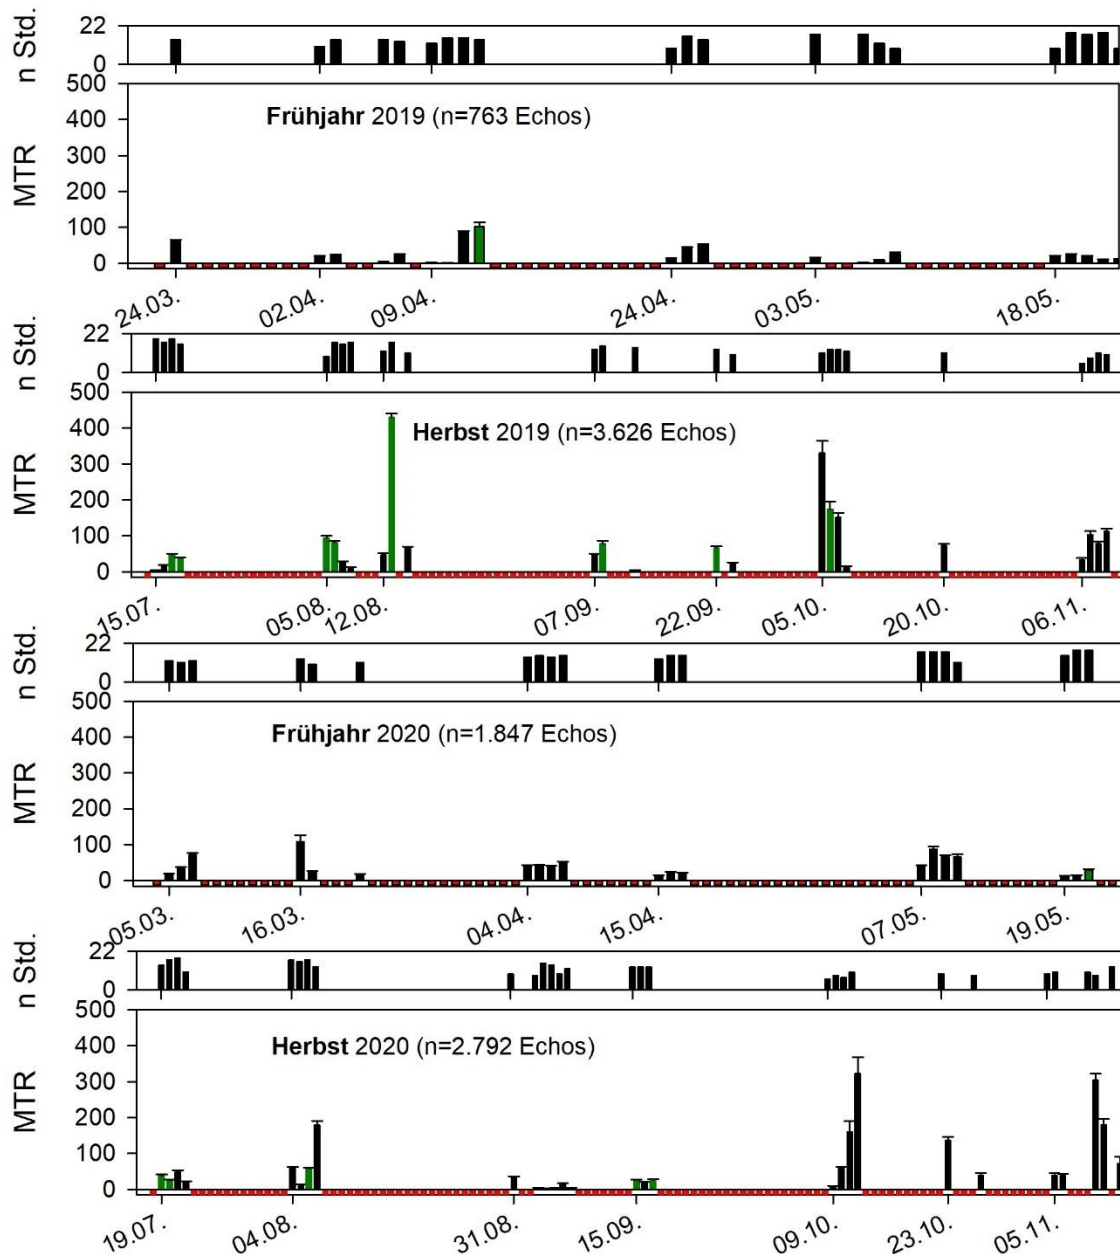 n Std.
22
0
MTR
500
400
300
200
100
0
Frühjahr 2019 (n=763 Echos)
24.03. 02.04. 09.04. 24.04. 03.05. 18.05.
n Std.
22
0
MTR
500
400
300
200
100
0
Herbst 2019 (n=3.626 Echos)
15.07. 05.08. 12.08. 07.09. 22.09. 05.10. 20.10. 06.11.
n Std.
22
0
MTR
500
400
300
200
100
0
Frühjahr 2020 (n=1.847 Echos)
05.03. 16.03. 04.04. 15.04. 07.05. 19.05.
n Std.
22
0
MTR
500
400
300
200
100
0
Herbst 2020 (n=2.792 Echos)
19.07. 04.08. 31.08. 15.09. 09.10. 23.10. 05.11.